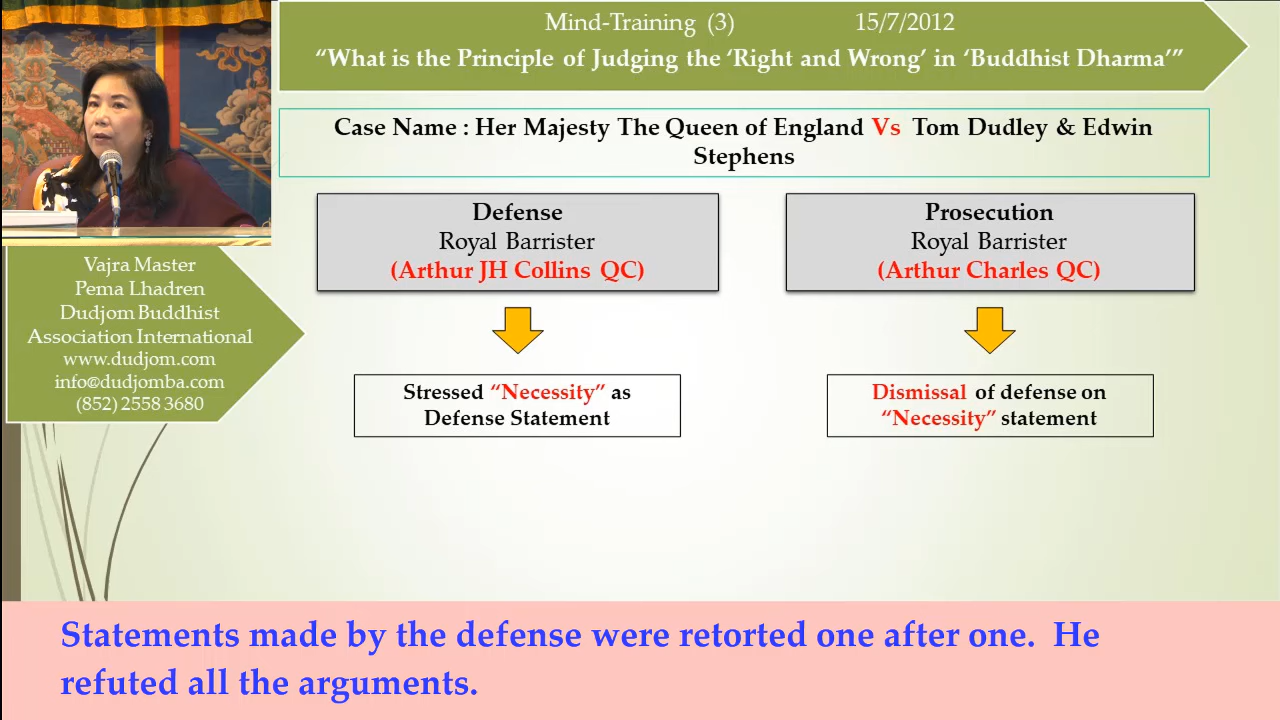 Mind-Training (3) 15/7/2012
“What is the Principle of Judging the ‘Right and Wrong’ in ‘Buddhist Dharma’”
Case Name : Her Majesty The Queen of England Vs Tom Dudley & Edwin
Stephens
Defense
Royal Barrister
(Arthur JH Collins QC)
Prosecution
Royal Barrister
(Arthur Charles QC)
Vajra Master
Pema Lhadren
Dudjom Buddhist
Association International
www.dudjom.com
info@dudjomba.com
(852) 2558 3680
Stressed “Necessity” as
Defense Statement
Dismissal of defense on
“Necessity” statement
Statements made by the defense were retorted one after one. He
refuted all the arguments.